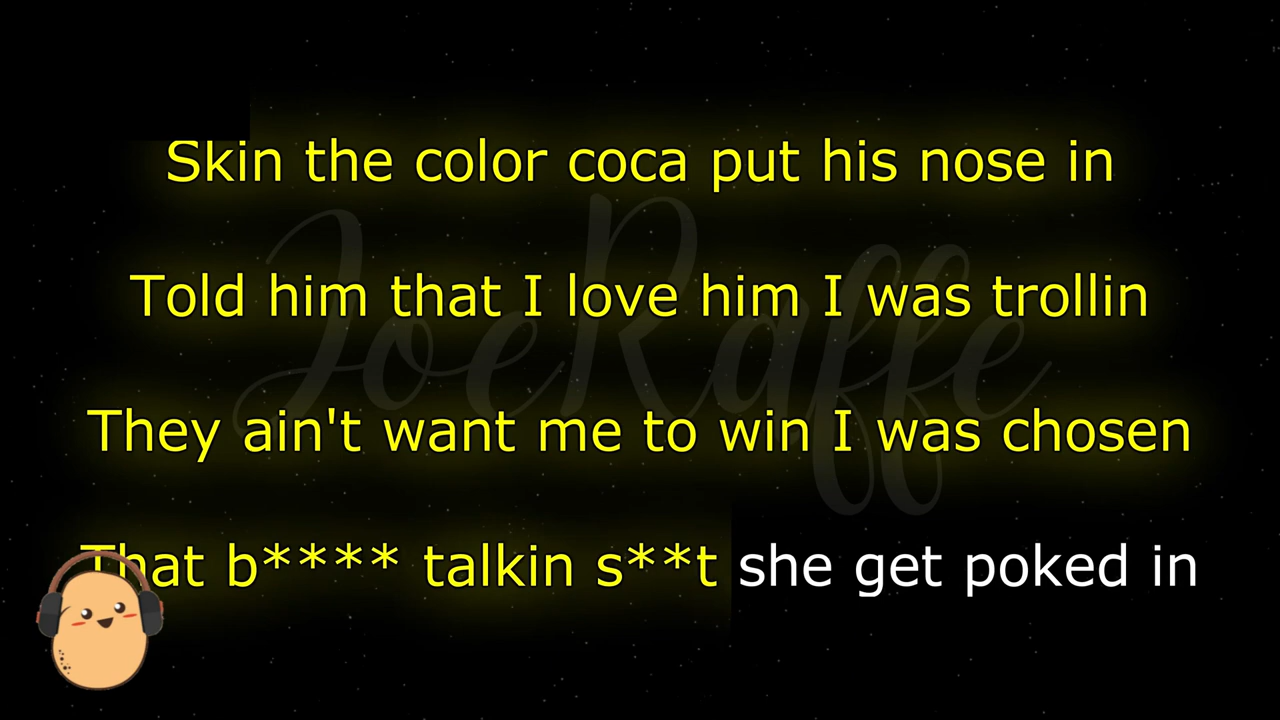 Skin the color coca put his nose in
Told him that I love him I was trollin
JoeRaffe
They ain't want me to win I was chosen
That b**** talkin s**t she get poked in